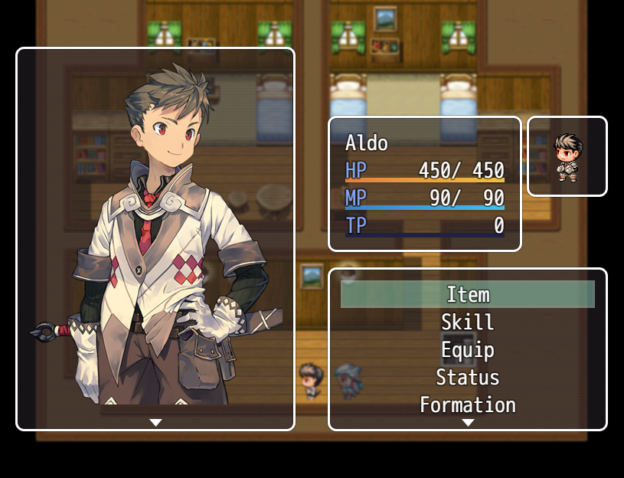 Aldo
HP 450/ 450
MP 90/ 90
TP 0
Item
Skill
Equip
Status
Formation